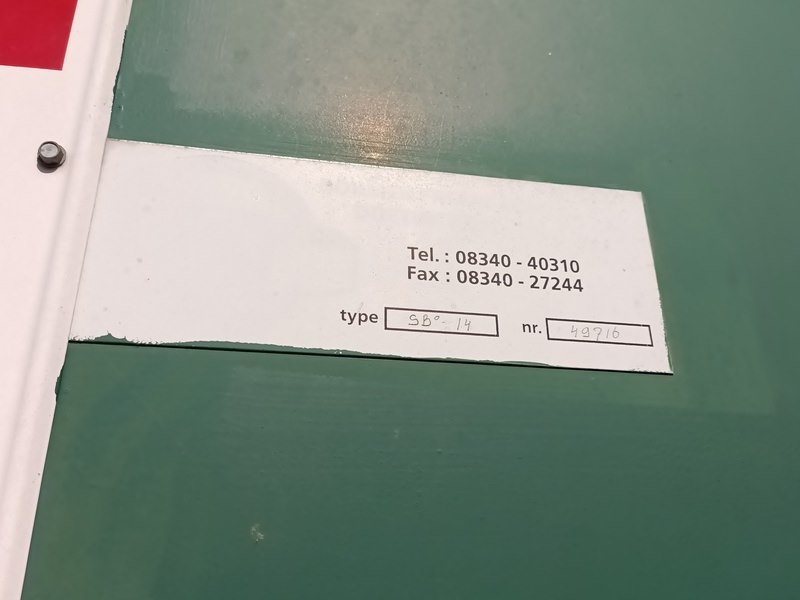 Tel. : 08340 - 40310
Fax : 08340 - 27244
type SB°- 14 nr. 49716